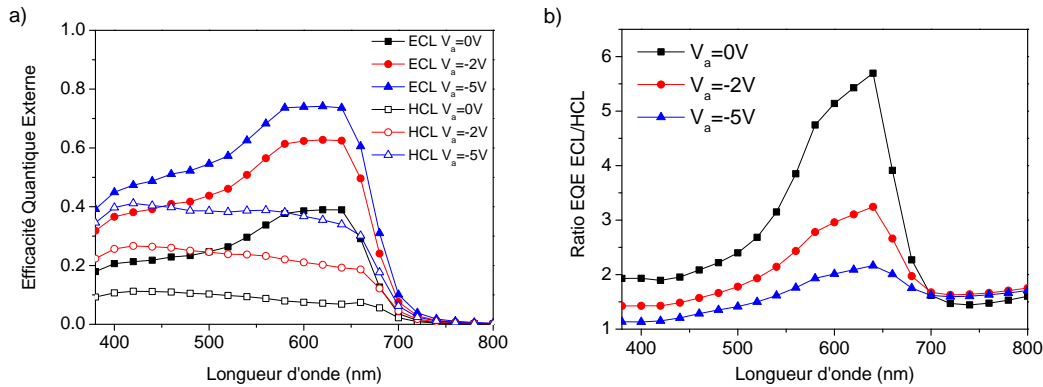 a)
Efficacité Quantique Externe
1.0
0.8
0.6
0.4
0.2
0.0
400 500 600 700 800
Longueur d'onde (nm)
ECL Va=0V
ECL Va=-2V
ECL Va=-5V
HCL Va=0V
HCL Va=-2V
HCL Va=-5V
b)
Ratio EQE ECL/HCL
6
5
4
3
2
1
400 500 600 700 800
Longueur d'onde (nm)
Va=0V
Va=-2V
Va=-5V